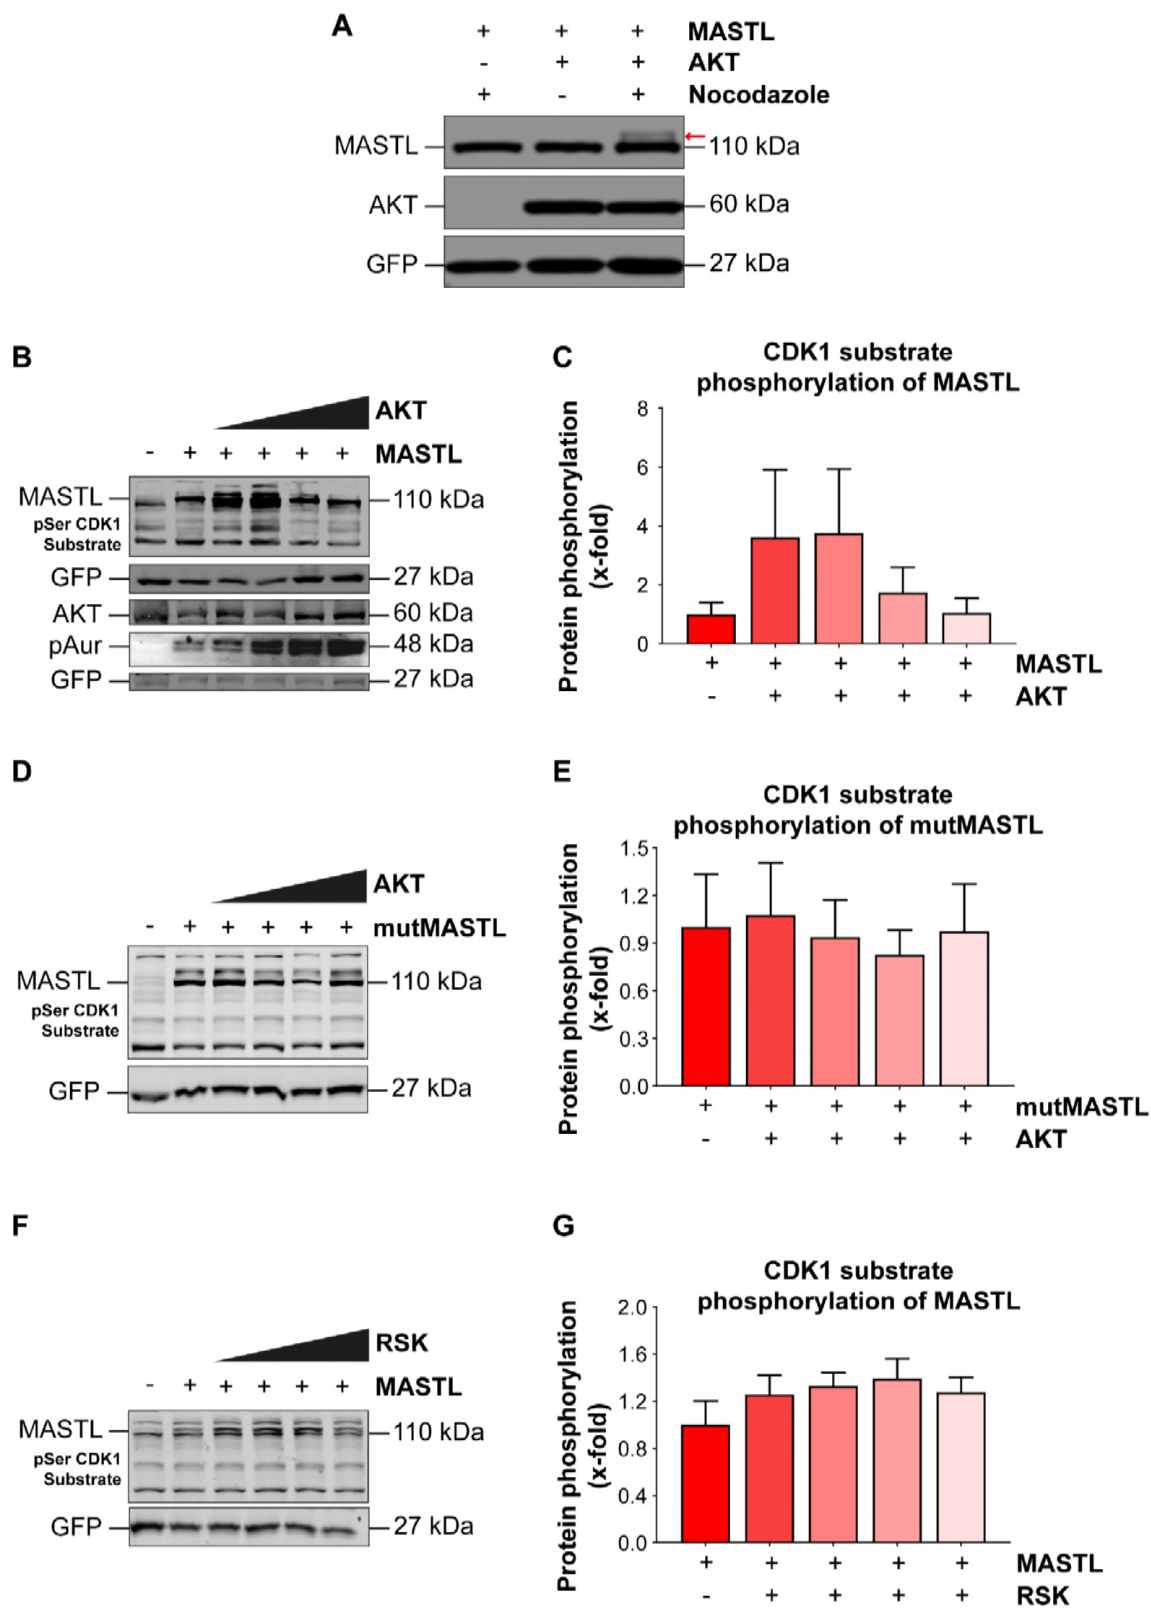 A
+ + + MASTL
- + + AKT
+ - + Nocodazole
MASTL 110 kDa
AKT 60 kDa
GFP 27 kDa
B
AKT
- + + + + + MASTL
MASTL 110 kDa
pSer CDK1
Substrate
GFP 27 kDa
AKT 60 kDa
pAur 48 kDa
GFP 27 kDa
C
CDK1 substrate
phosphorylation of MASTL
Protein phosphorylation
(x-fold)
8
6
4
2
0
+ + + + + MASTL
- + + + + AKT
D
AKT
- + + + + + mutMASTL
MASTL 110 kDa
pSer CDK1
Substrate
GFP 27 kDa
E
CDK1 substrate
phosphorylation of mutMASTL
Protein phosphorylation
(x-fold)
1.5
1.2
0.9
0.6
0.3
0.0
+ + + + + mutMASTL
- + + + + AKT
F
RSK
- + + + + + MASTL
MASTL 110 kDa
pSer CDK1
Substrate
GFP 27 kDa
G
CDK1 substrate
phosphorylation of MASTL
Protein phosphorylation
(x-fold)
2.0
1.6
1.2
0.8
0.4
0.0
+ + + + + MASTL
- + + + + RSK